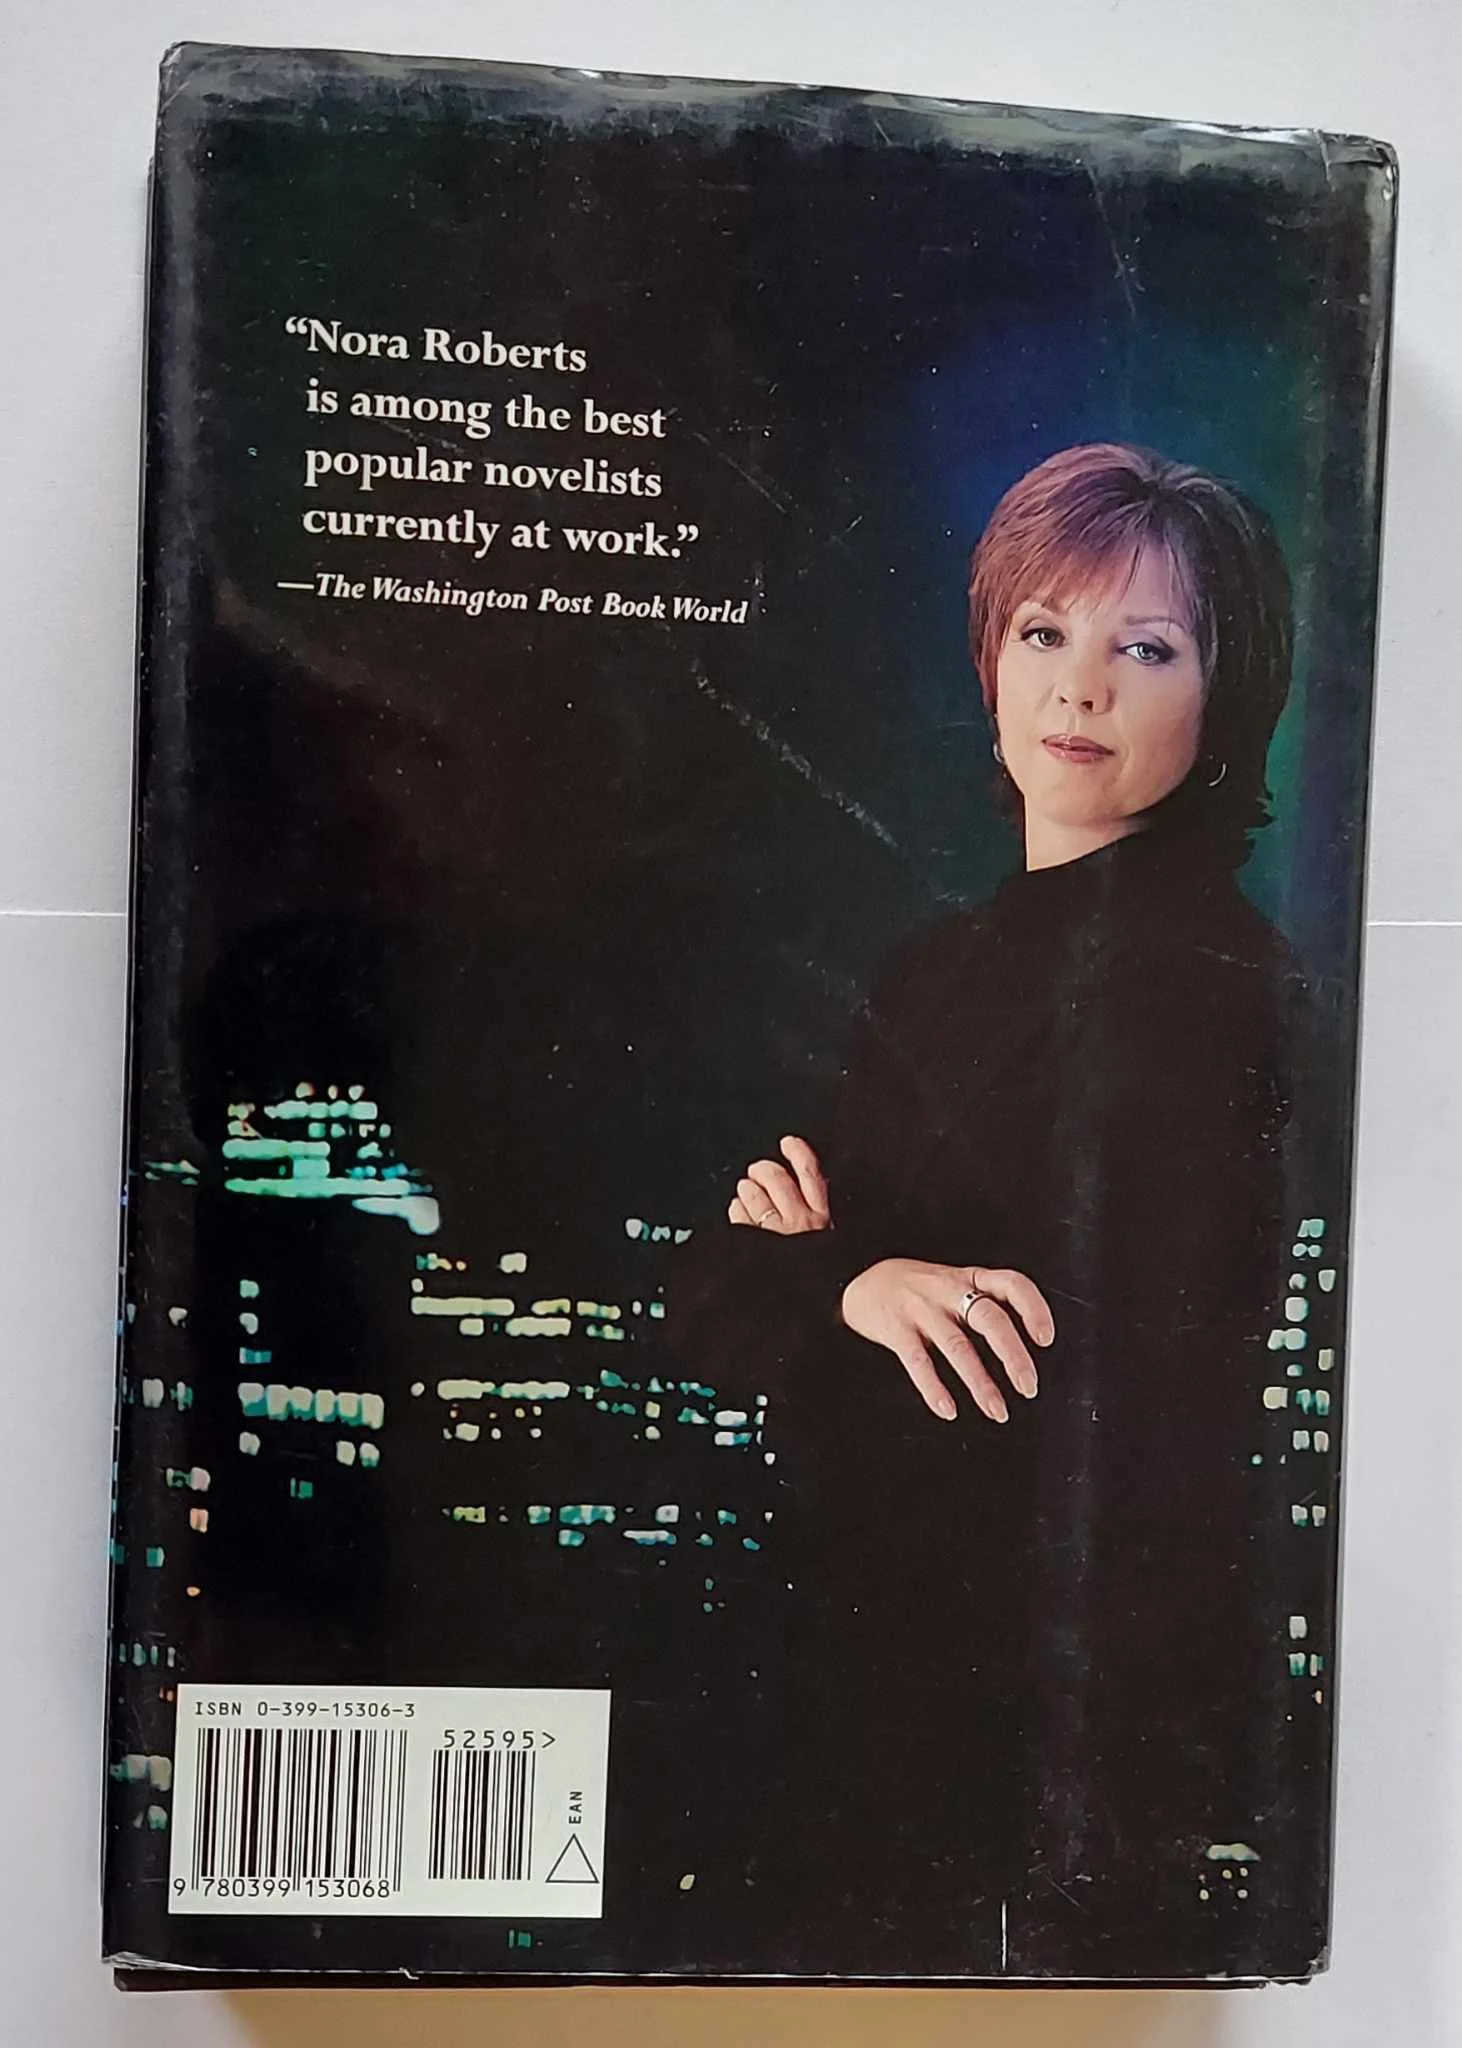 “Nora Roberts
is among the best
popular novelists
currently at work.”
—The Washington Post Book World
ISBN 0-399-15306-3
52595>
EAN
9 780399 153068